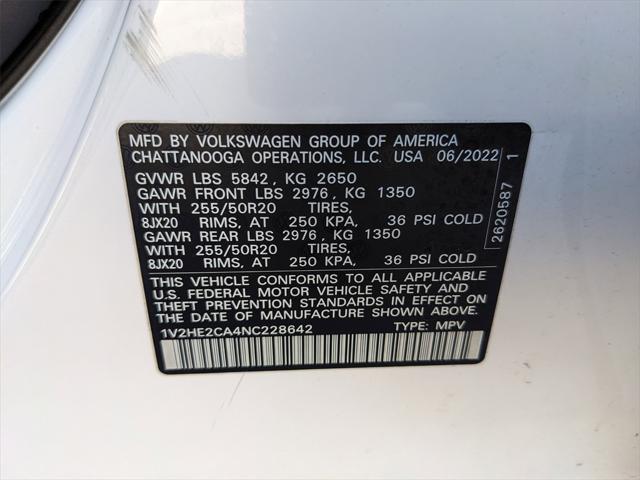 MFD BY VOLKSWAGEN GROUP OF AMERICA
CHATTANOOGA OPERATIONS, LLC. USA 06/2022
GVWR LBS 5842, KG 2650
GAWR FRONT LBS 2976, KG 1350
WITH 255/50R20 TIRES,
8JX20 RIMS, AT 250 KPA, 36 PSI COLD
GAWR REAR LBS 2976, KG 1350
WITH 255/50R20 TIRES,
8JX20 RIMS, AT 250 KPA, 36 PSI COLD
THIS VEHICLE CONFORMS TO ALL APPLICABLE
U.S. FEDERAL MOTOR VEHICLE SAFETY AND
THEFT PREVENTION STANDARDS IN EFFECT ON
THE DATE OF MANUFACTURE SHOWN ABOVE.
1V2HE2CA4NC228642 TYPE: MPV
2620587 1